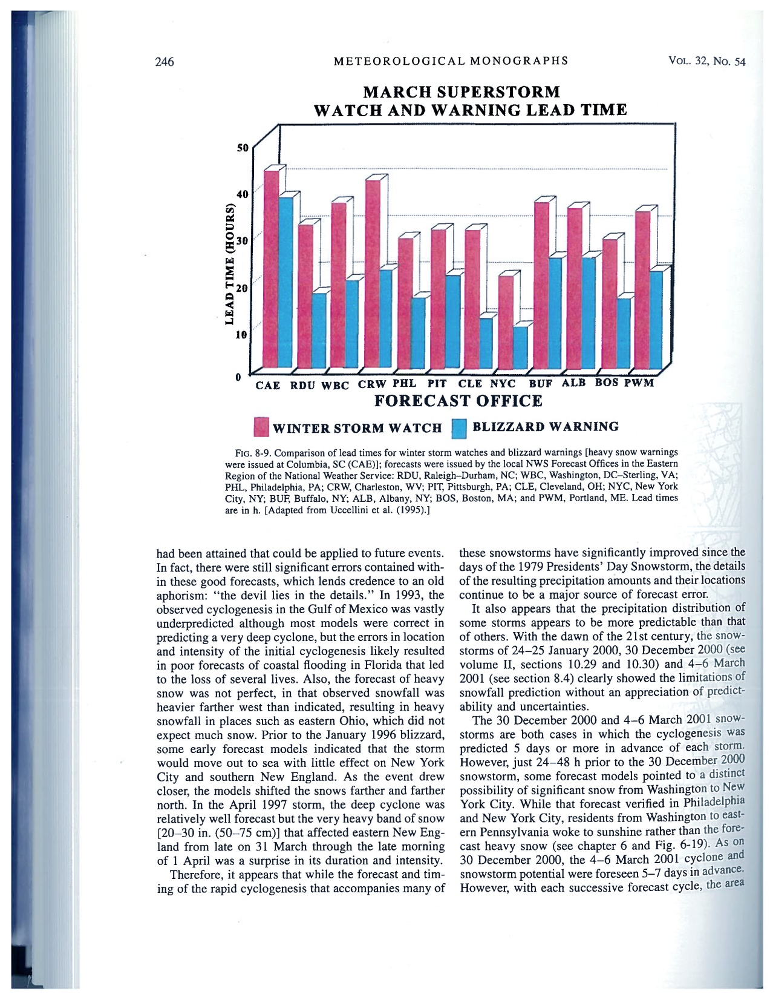 246
METEOROLOGICAL MONOGRAPHS
VOL. 32, NO. 54
MARCH SUPERSTORM
WATCH AND WARNING LEAD TIME
LEAD TIME (HOURS)
50
40
30
20
10
0
CAE RDU WBC CRW PHL PIT CLE NYC BUF ALB BOS PWM
FORECAST OFFICE
WINTER STORM WATCH BLIZZARD WARNING
FIG. 8-9. Comparison of lead times for winter storm watches and blizzard warnings [heavy snow warnings
were issued at Columbia, SC (CAE)]; forecasts were issued by the local NWS Forecast Offices in the Eastern
Region of the National Weather Service: RDU, Raleigh–Durham, NC; WBC, Washington, DC–Sterling, VA;
PHL, Philadelphia, PA; CRW, Charleston, WV; PIT, Pittsburgh, PA; CLE, Cleveland, OH; NYC, New York
City, NY; BUF, Buffalo, NY; ALB, Albany, NY; BOS, Boston, MA; and PWM, Portland, ME. Lead times
are in h. [Adapted from Uccellini et al. (1995).]
had been attained that could be applied to future events.
In fact, there were still significant errors contained with-
in these good forecasts, which lends credence to an old
aphorism: “the devil lies in the details.” In 1993, the
observed cyclogenesis in the Gulf of Mexico was vastly
underpredicted although most models were correct in
predicting a very deep cyclone, but the errors in location
and intensity of the initial cyclogenesis likely resulted
in poor forecasts of coastal flooding in Florida that led
to the loss of several lives. Also, the forecast of heavy
snow was not perfect, in that observed snowfall was
heavier farther west than indicated, resulting in heavy
snowfall in places such as eastern Ohio, which did not
expect much snow. Prior to the January 1996 blizzard,
some early forecast models indicated that the storm
would move out to sea with little effect on New York
City and southern New England. As the event drew
closer, the models shifted the snows farther and farther
north. In the April 1997 storm, the deep cyclone was
relatively well forecast but the very heavy band of snow
[20–30 in. (50–75 cm)] that affected eastern New Eng-
land from late on 31 March through the late morning
of 1 April was a surprise in its duration and intensity.
Therefore, it appears that while the forecast and tim-
ing of the rapid cyclogenesis that accompanies many of
these snowstorms have significantly improved since the
days of the 1979 Presidents’ Day Snowstorm, the details
of the resulting precipitation amounts and their locations
continue to be a major source of forecast error.
It also appears that the precipitation distribution of
some storms appears to be more predictable than that
of others. With the dawn of the 21st century, the snow-
storms of 24–25 January 2000, 30 December 2000 (see
volume II, sections 10.29 and 10.30) and 4–6 March
2001 (see section 8.4) clearly showed the limitations of
snowfall prediction without an appreciation of predict-
ability and uncertainties.
The 30 December 2000 and 4–6 March 2001 snow-
storms are both cases in which the cyclogenesis was
predicted 5 days or more in advance of each storm.
However, just 24–48 h prior to the 30 December 2000
snowstorm, some forecast models pointed to a distinct
possibility of significant snow from Washington to New
York City. While that forecast verified in Philadelphia
and New York City, residents from Washington to east-
ern Pennsylvania woke to sunshine rather than the fore-
cast heavy snow (see chapter 6 and Fig. 6-19). As on
30 December 2000, the 4–6 March 2001 cyclone and
snowstorm potential were foreseen 5–7 days in advance.
However, with each successive forecast cycle, the area